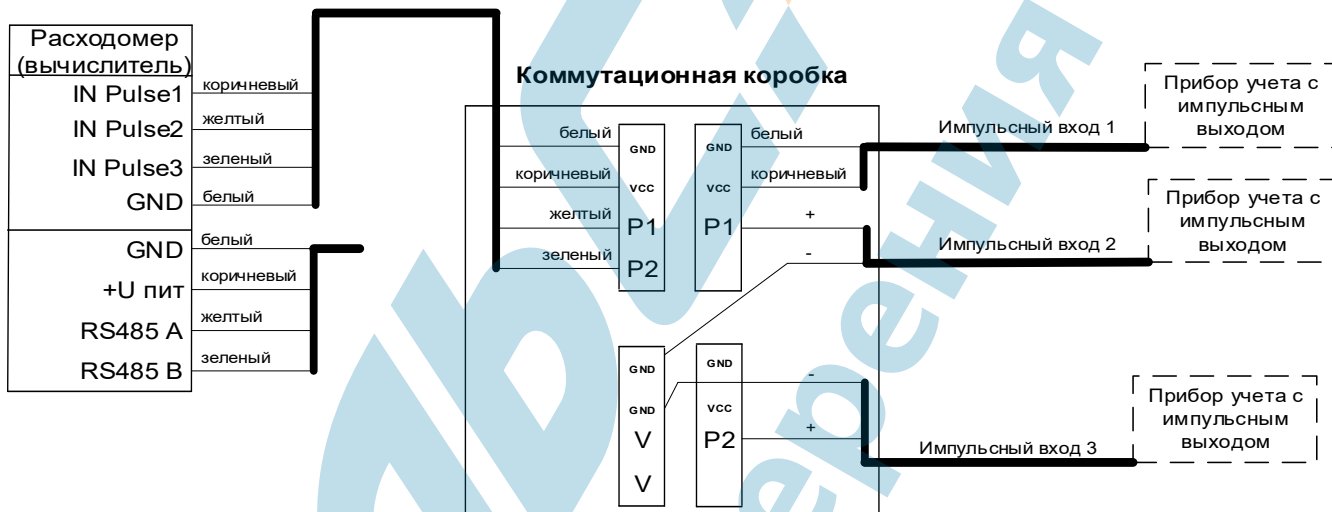 Расходомер
(вычислитель)
IN Pulse1
коричневый
IN Pulse2
желтый
IN Pulse3
зеленый
GND
белый
GND
белый
+U пит
коричневый
RS485 A
желтый
RS485 B
зеленый
Коммутационная коробка
белый
GND
коричневый
VCC
желтый
P1
зеленый
P2
GND
белый
VCC
коричневый
P1
+
-
GND
GND
V
V
GND
VCC
P2
-
+
Импульсный вход 1
Прибор учета с
импульсным
выходом
Импульсный вход 2
Прибор учета с
импульсным
выходом
Импульсный вход 3
Прибор учета с
импульсным
выходом